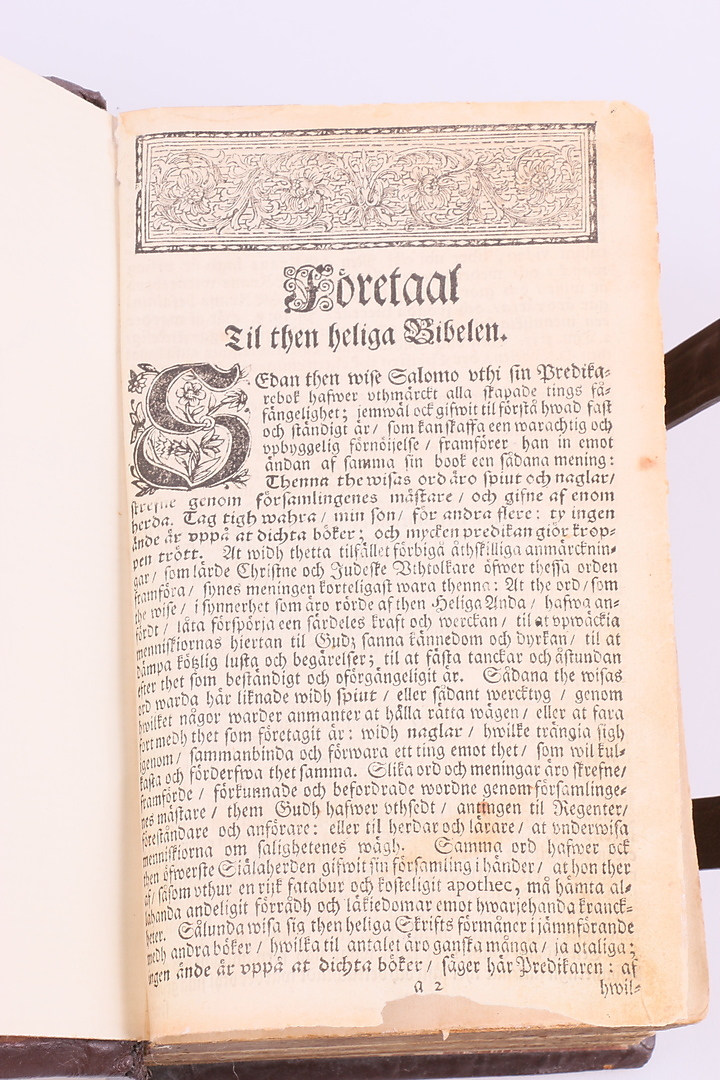 Företaal
Til then heliga Bibelen.
SEdan then wise Salomo vthi sin Predika-
rebok hafwer vthmärckt alla skapade tings få-
fängelighet; jemwäl ock gifwit til förstå hwad fast
och ståndigt är / som kan skaffa een warachtig och
vpbyggelig förnöijelse / framförer han in emot
ändan af samma sin book een sådana mening:
Thenna the wisas ord äro spiut och naglar /
strefne genom församlingenes mästare / och gifne af enom
herda. Tag tigh wahra / min son / för andra flere: ty ingen
ände är vppå at dichta böker; och mycken predikan giör krop-
pen trött. At widh thetta tilfället förbigå åthskilliga anmärcknin-
gar / som lärde Christne och Judeske Vthtolkare öfwer thessa orden
framföra / synes meningen korteligast wara thenna: At the ord / som
the wise / i synnerhet som äro rörde af then Heliga Anda / hafwa an-
fördt / låta förspörja een särdeles kraft och werckan / til at vpwäckia
menniskiornas hiertan til Gudz sanna kännedom och dyrkan / til at
dämpa kötzlig lusta och begärelser; til at fästa tanckar och åstundan
efter thet som beständigt och oförgängeligit är. Sådana the wisas
ord warda här liknade widh spiut / eller sådant wercktyg / genom
hwilket någor warder anmanter at hålla rätta wägen / eller at fara
fort medh thet som företagit är: widh naglar / hwilke trängia sigh
igenom / sammanbinda och förwara ett ting emot thet / som wil kul-
kasta och förderfwa thet samma. Slika ord och meningar äro skrefne /
framförde / förkunnade och befordrade wordne genom församlinge-
nes mästare / them Gudh hafwer vthsedt / antingen til Regenter /
föreståndare och anförare: eller til herdar och lärare / at vnderwisa
menniskiorna om salighetenes wägh. Samma ord hafwer ock
then öfwerste Siälaherden gifwit sin församling i händer / at hon ther
af / såsom vthur en rijk fatabur och kosteligit apothec, må hämta al-
lahanda andeligit förrådh och läkiedomar emot hwarjehanda kranck-
heter. Sålunda wisa sig then heliga Skrifts förmåner i jämnförande
medh andra böker / hwilka til antalet äro ganska många / ja otaliga;
ingen ände är vppå at dichta böker / säger här Predikaren: af
a 2 hwil-